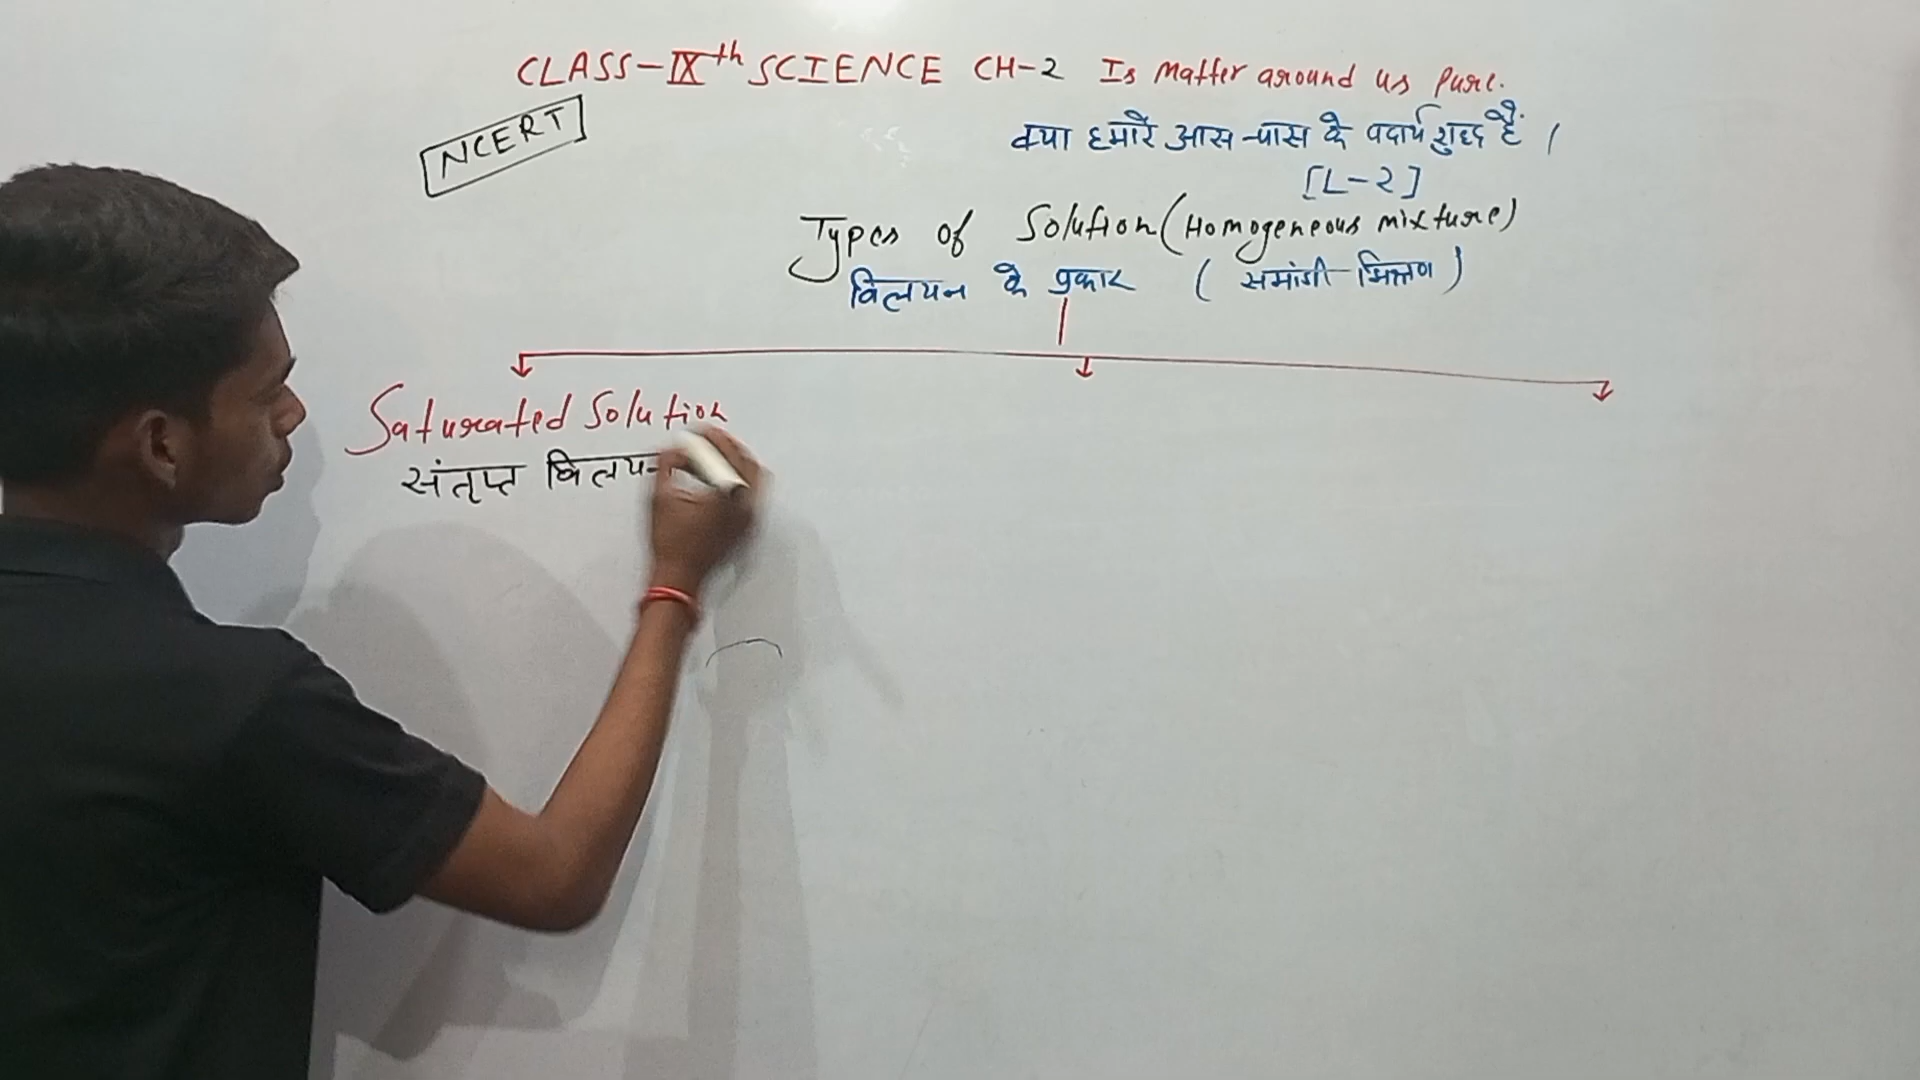 CLASS-IXth SCIENCE CH-2 Is Matter around us Pure.
NCERT
क्या हमारे आस-पास के पदार्थ शुद्ध हैं।
[L-2]
Types of Solution (Homogeneous mixture)
विलयन के प्रकार ( समांगी मिश्रण )
Saturated Solution
संतृप्त विलयन